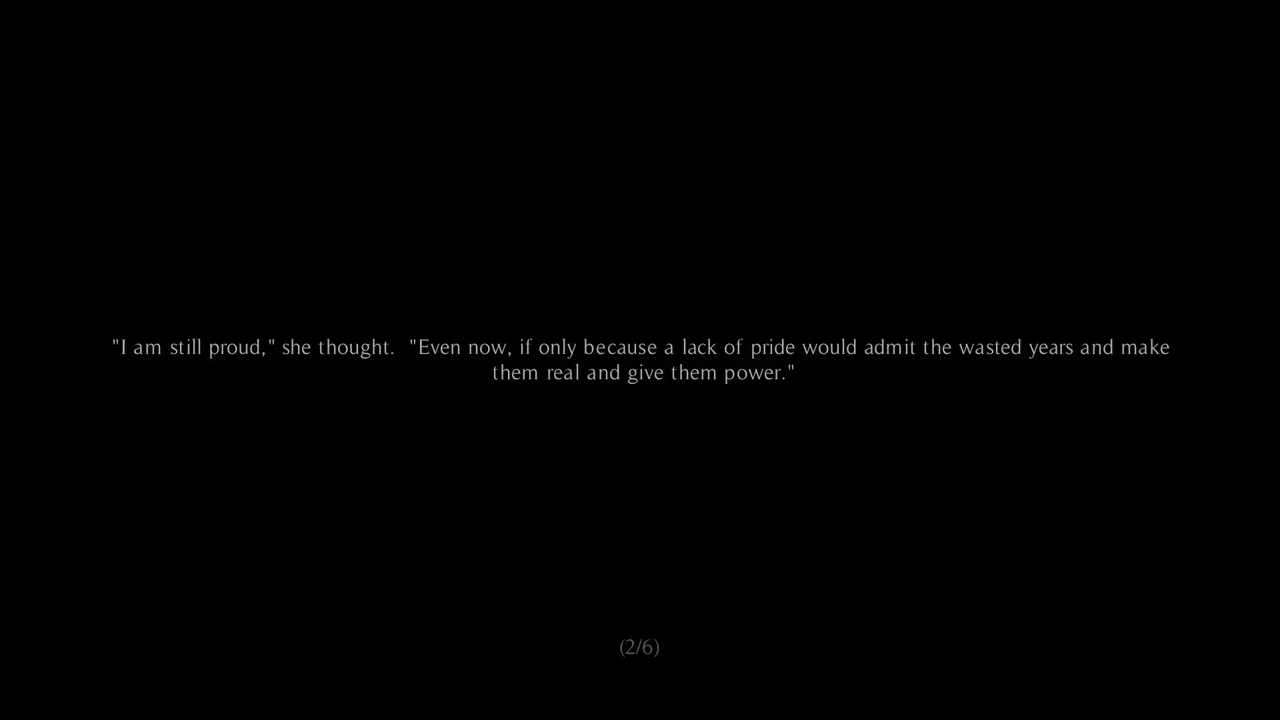 "I am still proud," she thought.  "Even now, if only because a lack of pride would admit the wasted years and make
them real and give them power."
(2/6)